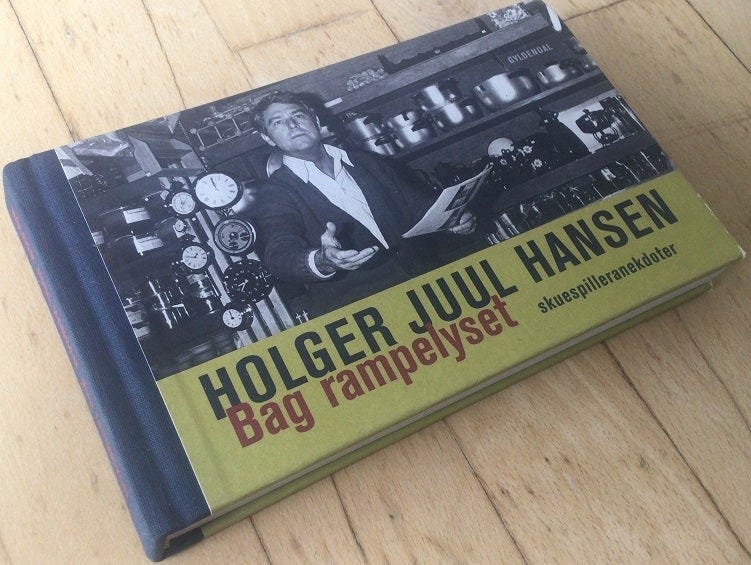 GYLDENDAL
HOLGER JUUL HANSEN
Bag rampelyset
skuespilleranekdoter